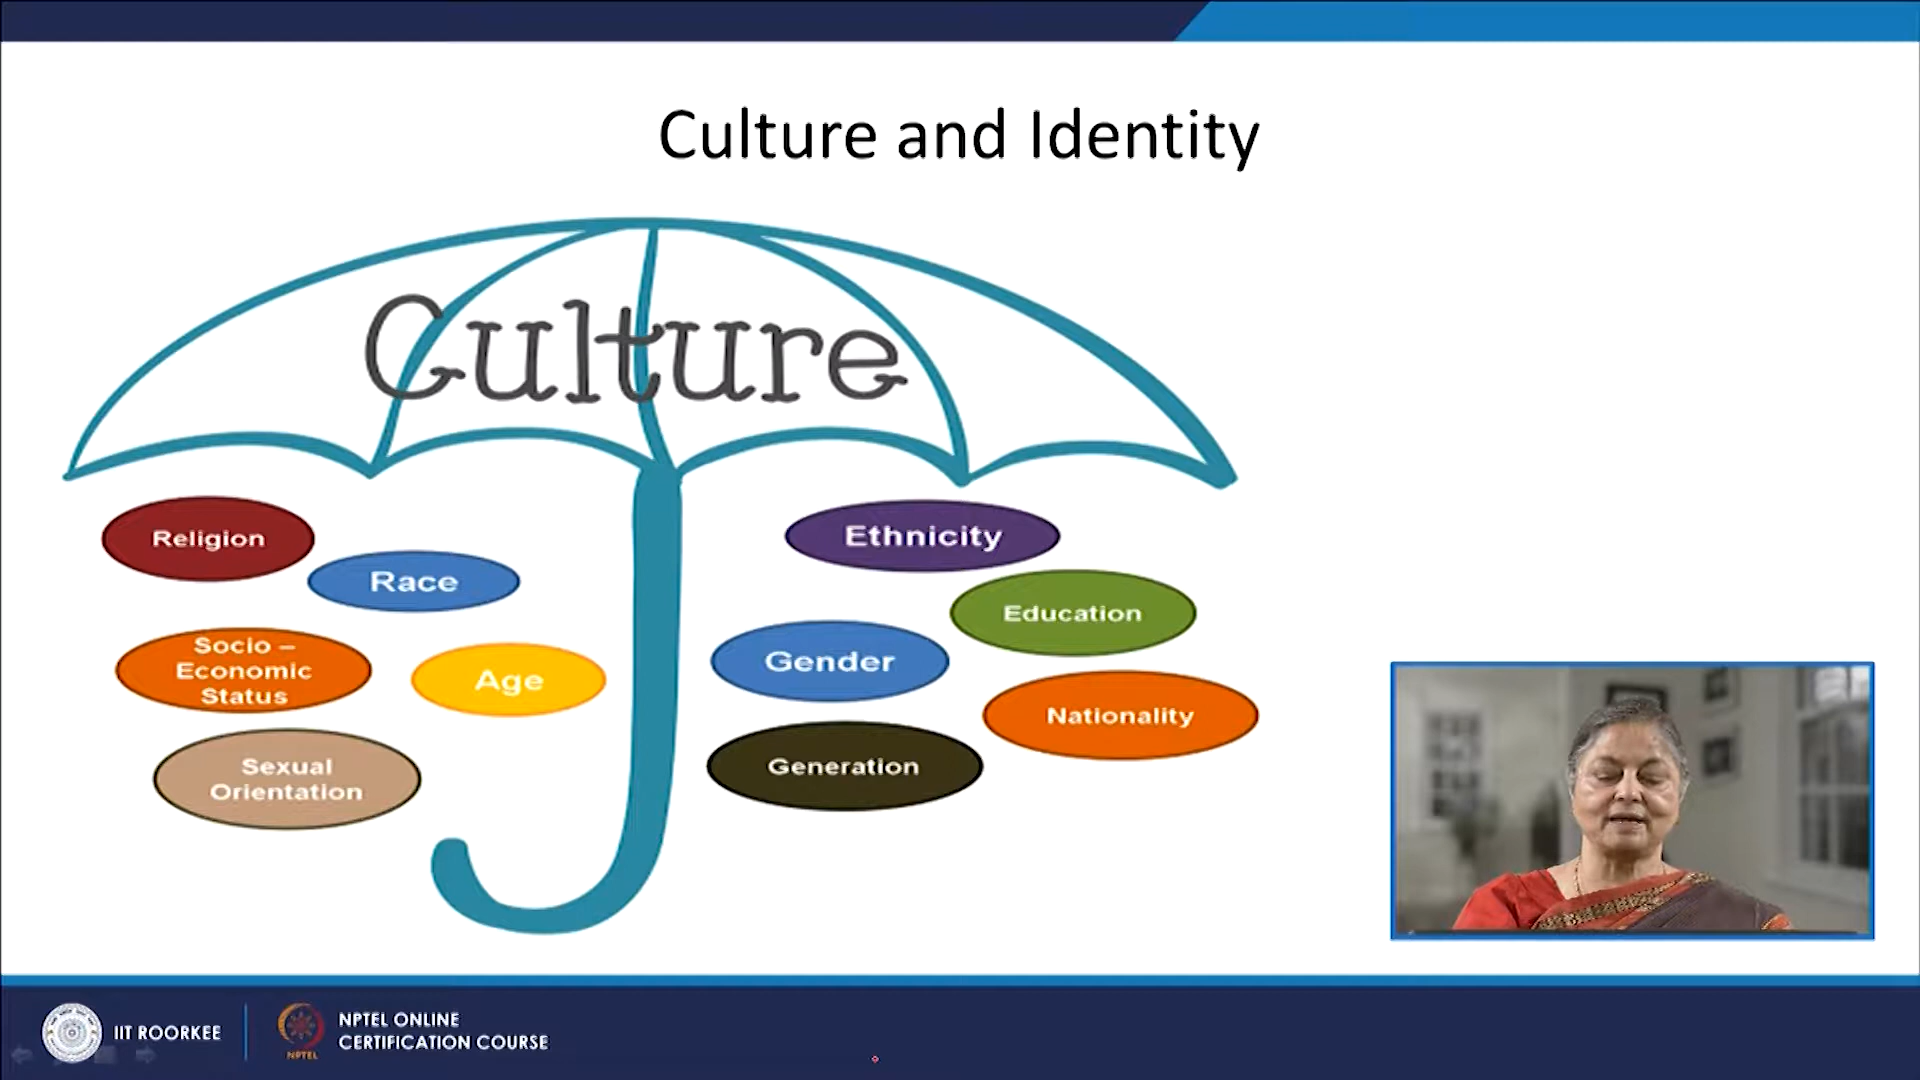 Culture and Identity
Culture
Religion
Race
Socio –
Economic
Status
Age
Sexual
Orientation
Ethnicity
Education
Gender
Nationality
Generation
IIT ROORKEE
NPTEL
NPTEL ONLINE
CERTIFICATION COURSE